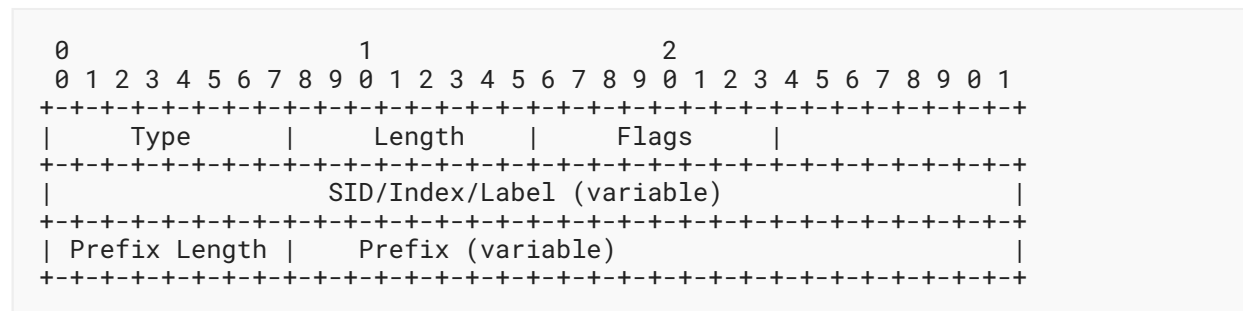 0                   1                   2
 0 1 2 3 4 5 6 7 8 9 0 1 2 3 4 5 6 7 8 9 0 1 2 3 4 5 6 7 8 9 0 1
+-+-+-+-+-+-+-+-+-+-+-+-+-+-+-+-+-+-+-+-+-+-+-+-+-+-+-+-+-+-+-+-+
|     Type      |     Length    |     Flags     |
+-+-+-+-+-+-+-+-+-+-+-+-+-+-+-+-+-+-+-+-+-+-+-+-+-+-+-+-+-+-+-+-+
|                  SID/Index/Label (variable)                   |
+-+-+-+-+-+-+-+-+-+-+-+-+-+-+-+-+-+-+-+-+-+-+-+-+-+-+-+-+-+-+-+-+
| Prefix Length |    Prefix (variable)                          |
+-+-+-+-+-+-+-+-+-+-+-+-+-+-+-+-+-+-+-+-+-+-+-+-+-+-+-+-+-+-+-+-+